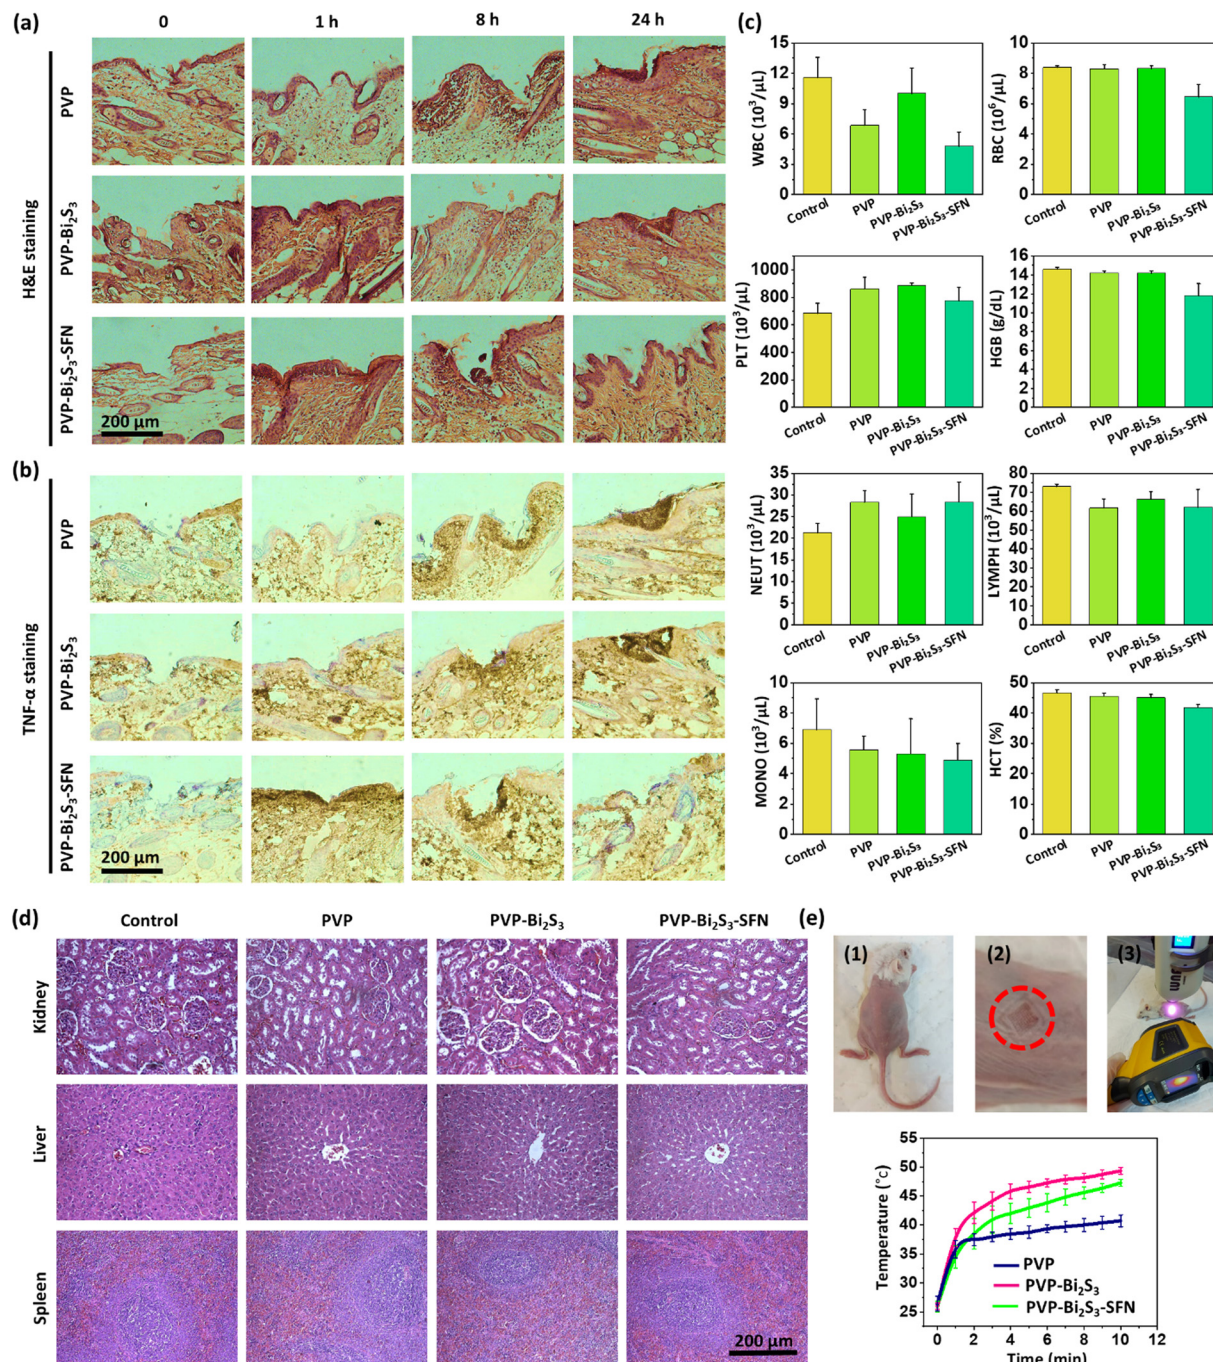 (a)
0
1 h
8 h
24 h
H&E staining
PVP
PVP-Bi₂S₃
PVP-Bi₂S₃-SFN
200 µm
(b)
TNF-α staining
PVP
PVP-Bi₂S₃
PVP-Bi₂S₃-SFN
200 µm
(c)
WBC (10³/µL)
15
12
9
6
3
0
Control
PVP
PVP-Bi₂S₃
PVP-Bi₂S₃-SFN
RBC (10⁶/µL)
10
8
6
4
2
0
Control
PVP
PVP-Bi₂S₃
PVP-Bi₂S₃-SFN
PLT (10³/µL)
1000
800
600
400
200
0
Control
PVP
PVP-Bi₂S₃
PVP-Bi₂S₃-SFN
HGB (g/dL)
16
14
12
10
8
6
4
2
0
Control
PVP
PVP-Bi₂S₃
PVP-Bi₂S₃-SFN
NEUT (10³/µL)
35
30
25
20
15
10
5
0
Control
PVP
PVP-Bi₂S₃
PVP-Bi₂S₃-SFN
LYMPH (10³/µL)
80
70
60
50
40
30
20
10
0
Control
PVP
PVP-Bi₂S₃
PVP-Bi₂S₃-SFN
MONO (10³/µL)
10
8
6
4
2
0
Control
PVP
PVP-Bi₂S₃
PVP-Bi₂S₃-SFN
HCT (%)
50
40
30
20
10
0
Control
PVP
PVP-Bi₂S₃
PVP-Bi₂S₃-SFN
(d)
Control
PVP
PVP-Bi₂S₃
PVP-Bi₂S₃-SFN
Kidney
Liver
Spleen
200 µm
(e)
(1)
(2)
(3)
Temperature (°c)
55
50
45
40
35
30
25
PVP
PVP-Bi₂S₃
PVP-Bi₂S₃-SFN
0
2
4
6
8
10
12
Time (min)